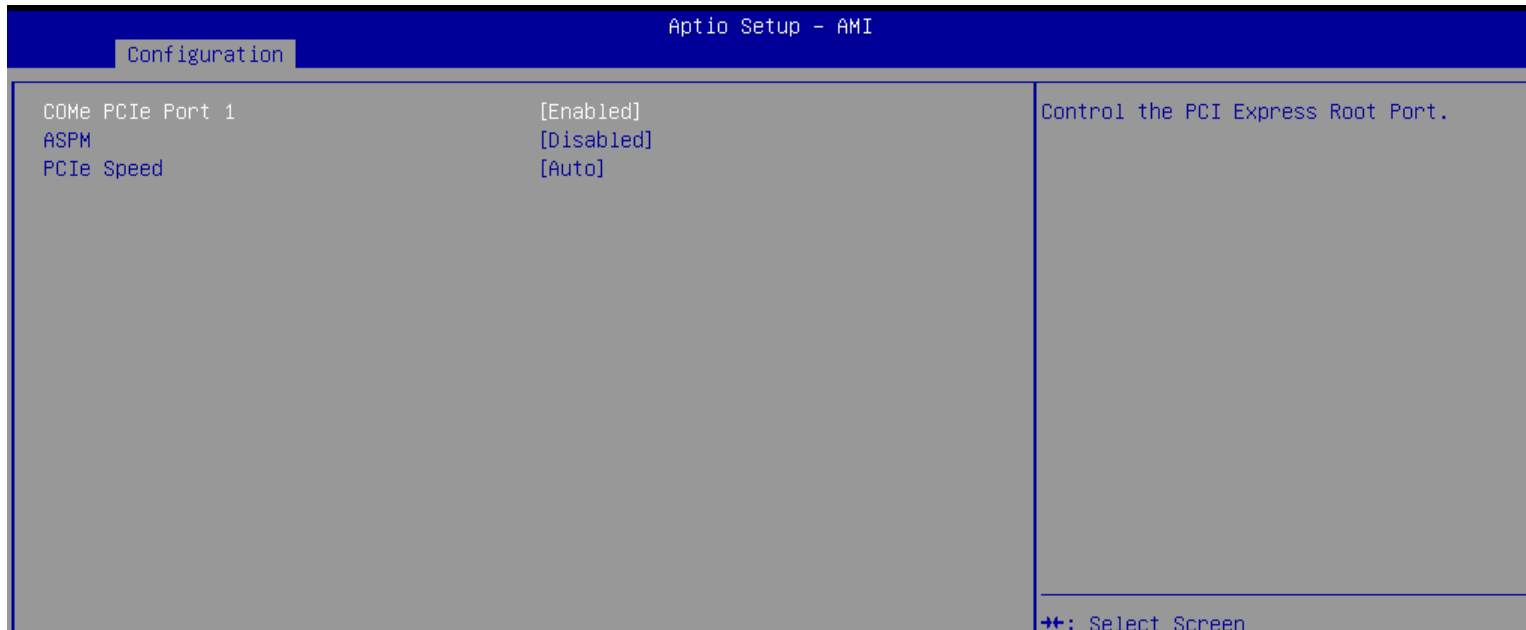 Aptio Setup – AMI
Configuration
COMe PCIe Port 1 [Enabled]
ASPM [Disabled]
PCIe Speed [Auto]
Control the PCI Express Root Port.
→←: Select Screen